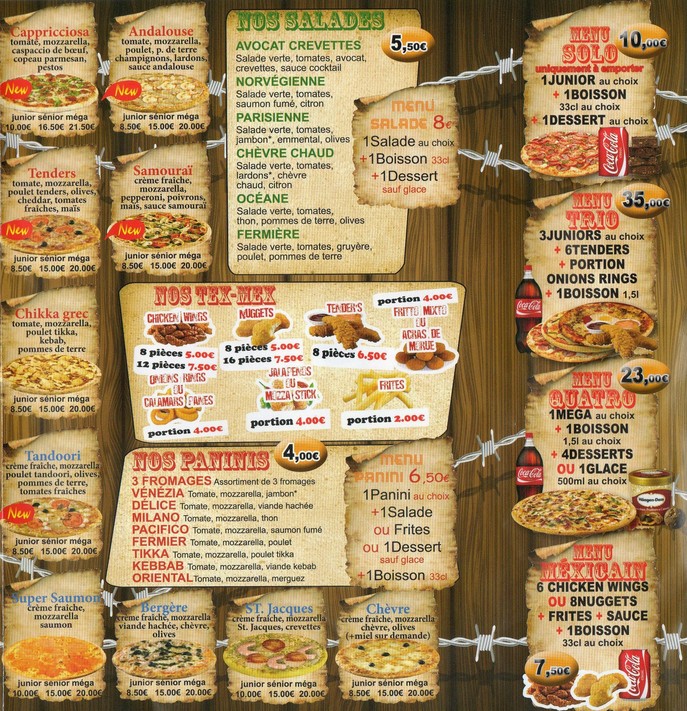 Cappricciosa
tomate, mozzarella,
caspaccio de bœuf,
copeau parmesan,
pestos
New
junior sénior méga
10.00€ 16.50€ 21.50€
Andalouse
tomate, mozzarella,
poulet, p. de terre
champignons, lardons,
sauce andalouse
New
junior sénior méga
8.50€ 15.00€ 20.00€
Tenders
tomate, mozzarella,
poulet tenders, olives,
cheddar, tomates
fraiches, maïs
New
junior sénior méga
8.50€ 15.00€ 20.00€
Samouraï
crème fraiche,
mozzarella,
pepperoni, poivrons,
maïs, sauce samouraï
New
junior sénior méga
8.50€ 15.00€ 20.00€
Chikka grec
tomate, mozzarella,
poulet tikka,
kebab,
pommes de terre
junior sénior méga
8.50€ 15.00€ 20.00€
Tandoori
crème fraiche, mozzarella
poulet tandoori, olives,
pommes de terre,
tomates fraiches
New
junior sénior méga
8.50€ 15.00€ 20.00€
Super Saumon
crème fraiche,
mozzarella
saumon
junior sénior méga
10.00€ 15.00€ 20.00€
Bergère
crème fraiche, mozzarella
viande hachée, chèvre,
olives
junior sénior méga
8.50€ 15.00€ 20.00€
ST. Jacques
crème fraiche, mozzarella
St. Jacques, crevettes
junior sénior méga
10.00€ 15.00€ 20.00€
Chèvre
crème fraiche, mozzarella
chèvre, olives
(+miel sur demande)
junior sénior méga
8.50€ 15.00€ 20.00€
NOS SALADES
5,50€
AVOCAT CREVETTES
Salade verte, tomates, avocat,
crevettes, sauce cocktail
NORVÉGIENNE
Salade verte, tomates,
saumon fumé, citron
PARISIENNE
Salade verte, tomates,
jambon*, emmental, olives
CHÈVRE CHAUD
Salade verte, tomates,
lardons*, chèvre
chaud, citron
OCÉANE
Salade verte, tomates,
thon, pommes de terre, olives
FERMIÈRE
Salade verte, tomates, gruyère,
poulet, pommes de terre
MENU
SALADE 8€
1Salade au choix
+1Boisson 33cl
+1Dessert
sauf glace
NOS TEX-MEX
CHICKEN WINGS
8 pièces 5.00€
12 pièces 7.50€
NUGGETS
8 pièces 5.00€
16 pièces 7.50€
TENDERS
8 pièces 6.50€
portion 4.00€
FRITTO MIXTO
OU
ACRAS DE
MORUE
ONIONS RINGS
OU
CALAMARS PANÉS
portion 4.00€
JALAPENOS
OU
MOZZA STICK
portion 4.00€
FRITES
portion 2.00€
NOS PANINIS
4,00€
3 FROMAGES Assortiment de 3 fromages
VÉNÉZIA Tomate, mozzarella, jambon*
DÉLICE Tomate, mozzarella, viande hachée
MILANO Tomate, mozzarella, thon
PACIFICO Tomate, mozzarella, saumon fumé
FERMIER Tomate, mozzarella, poulet
TIKKA Tomate, mozzarella, poulet tikka
KEBBAB Tomate, mozzarella, viande kebab
ORIENTAL Tomate, mozzarella, merguez
MENU
PANINI 6,50€
1Panini au choix
+1Salade
ou Frites
ou 1Dessert
sauf glace
+1Boisson 33cl
MENU
SOLO
10,00€
uniquement à emporter
1JUNIOR au choix
+ 1BOISSON
33cl au choix
+1DESSERT au choix
Coca-Cola
MENU
TRIO
35,00€
3JUNIORS au choix
+ 6TENDERS
+ PORTION
ONIONS RINGS
+ 1BOISSON 1,5l
Coca-Cola
MENU
QUATRO
23,00€
1MEGA au choix
+ 1BOISSON
1,5l au choix
+ 4DESSERTS
OU 1GLACE
500ml au choix
Coca-Cola
Häagen-Dazs
MENU
MÉXICAIN
6 CHICKEN WINGS
OU 8NUGGETS
+ FRITES + SAUCE
+ 1BOISSON
33cl au choix
7,50€
Coca-Cola